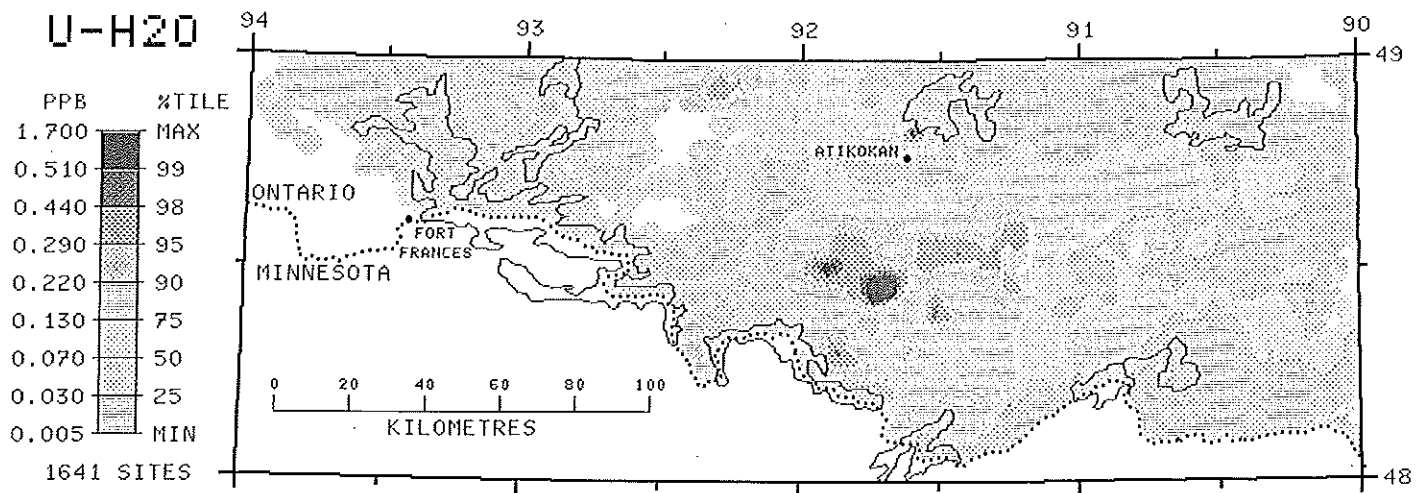 U-H2O
94
93
92
91
90
49
PPB %TILE
1.700 MAX
0.510 99
0.440 98
0.290 95
0.220 90
0.130 75
0.070 50
0.030 25
0.005 MIN
1641 SITES
ONTARIO
MINNESOTA
FORT
FRANCES
ATIKOKAN
0 20 40 60 80 100
KILOMETRES
48